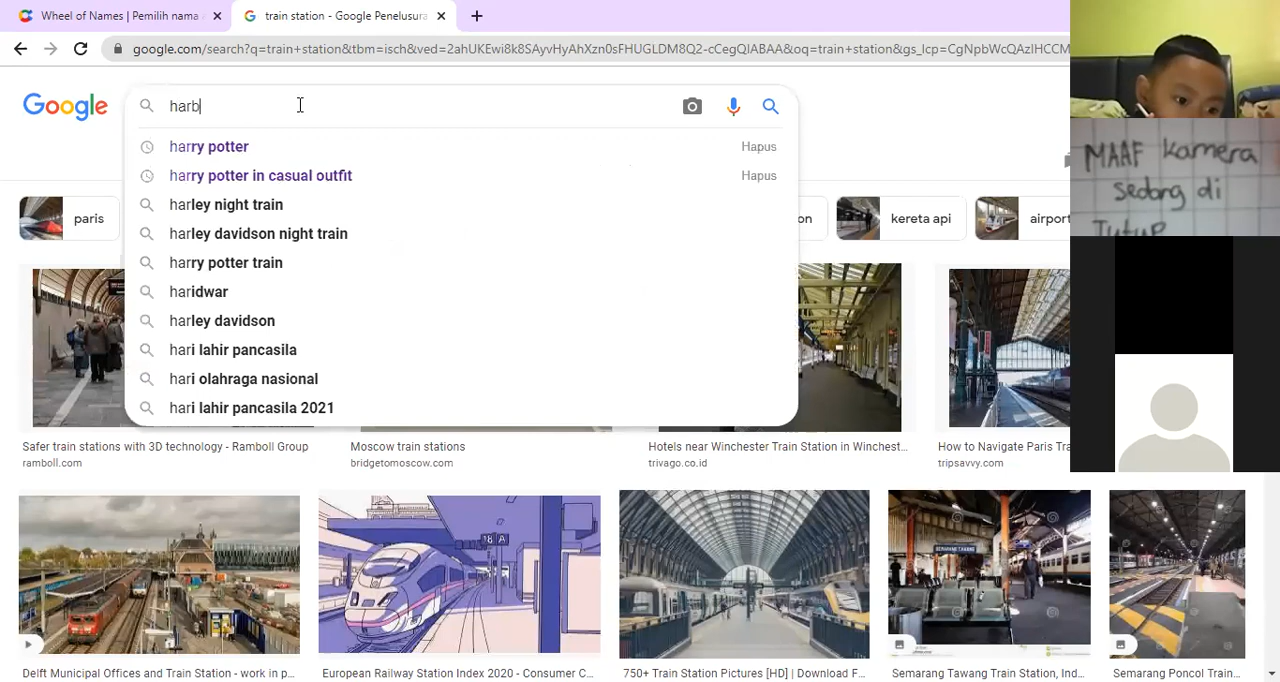 Wheel of Names | Pemilih nama
train station - Google Penelusura
google.com/search?q=train+station&tbm=isch&ved=2ahUKEwi8k8SAyvHyAhXzn0sFHUGLDM8Q2-cCegQIABAA&oq=train+station&gs_lcp=CgNpbWcQAzIHCCM
Google
harb
harry potter
Hapus
harry potter in casual outfit
Hapus
harley night train
harley davidson night train
harry potter train
haridwar
harley davidson
hari lahir pancasila
hari olahraga nasional
hari lahir pancasila 2021
paris
on
kereta api
airport
MAAF kamera
Sedang di
Tutup
Safer train stations with 3D technology - Ramboll Group
ramboll.com
Moscow train stations
bridgetomoscow.com
Hotels near Winchester Train Station in Winchest...
trivago.co.id
How to Navigate Paris Tra
tripsavvy.com
18 A
SEMARANG TAWANG
Delft Municipal Offices and Train Station - work in p...
European Railway Station Index 2020 - Consumer C...
750+ Train Station Pictures [HD] | Download F...
Semarang Tawang Train Station, Ind...
Semarang Poncol Train...